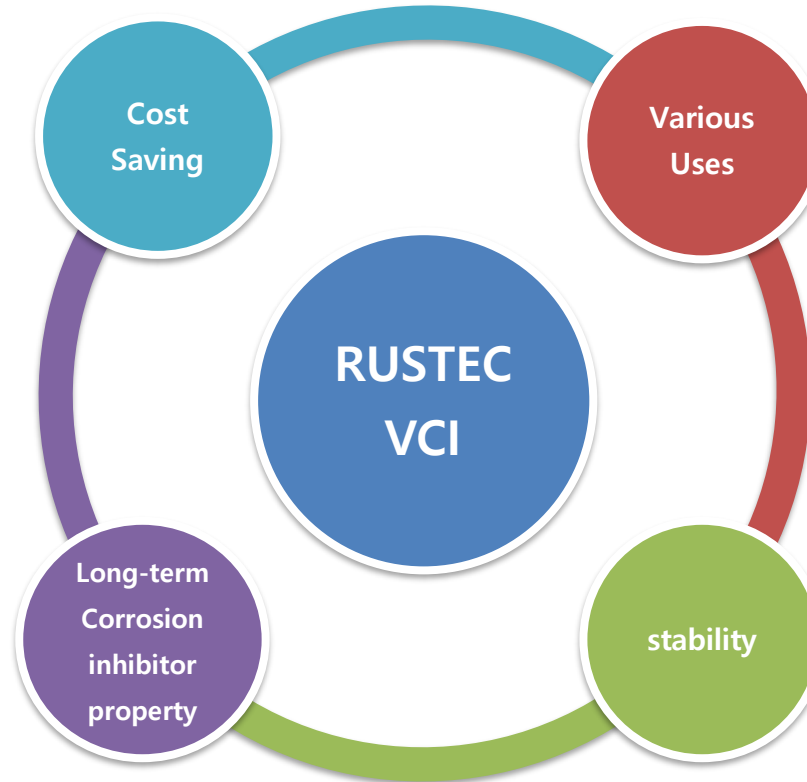 Cost
Saving
Various
Uses
RUSTEC
VCI
Long-term
Corrosion
inhibitor
property
stability